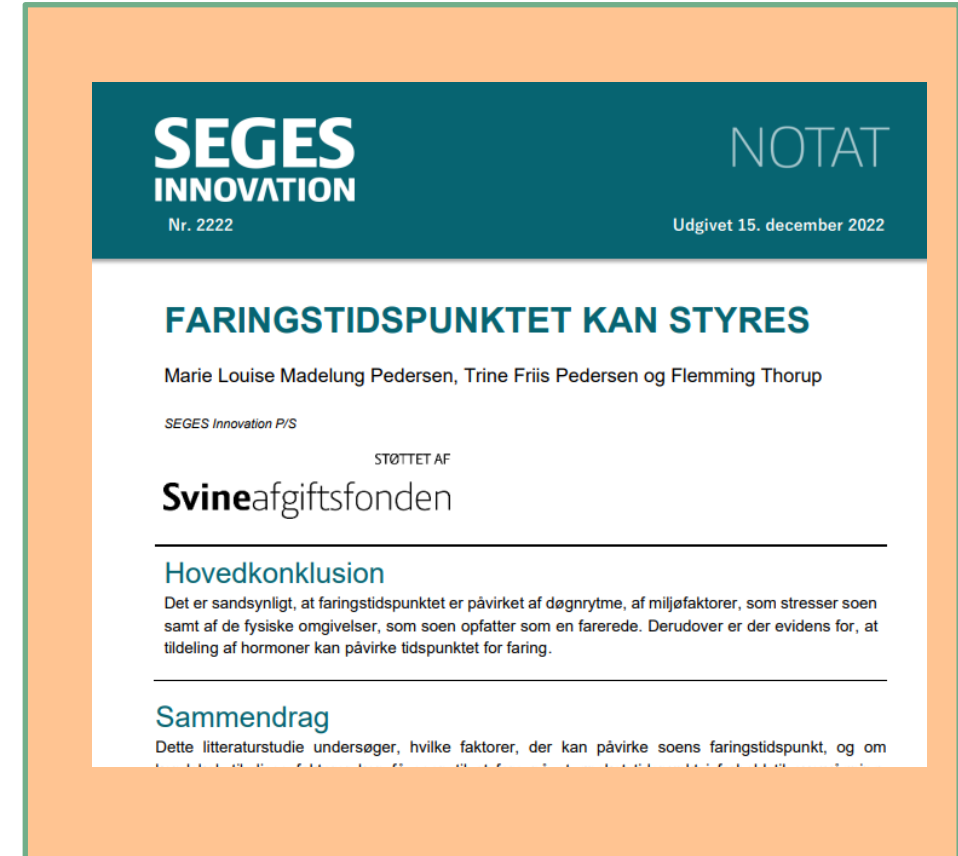 SEGES
INNOVATION
NOTAT
Nr. 2222
Udgivet 15. december 2022
FARINGSTIDSPUNKTET KAN STYRES
Marie Louise Madelung Pedersen, Trine Friis Pedersen og Flemming Thorup
SEGES Innovation P/S
STØTTET AF
Svineafgiftsfonden
Hovedkonklusion
Det er sandsynligt, at faringstidspunktet er påvirket af døgnrytme, af miljøfaktorer, som stresser soen
samt af de fysiske omgivelser, som soen opfatter som en farerede. Derudover er der evidens for, at
tildeling af hormoner kan påvirke tidspunktet for faring.
Sammendrag
Dette litteraturstudie undersøger, hvilke faktorer, der kan påvirke soens faringstidspunkt, og om